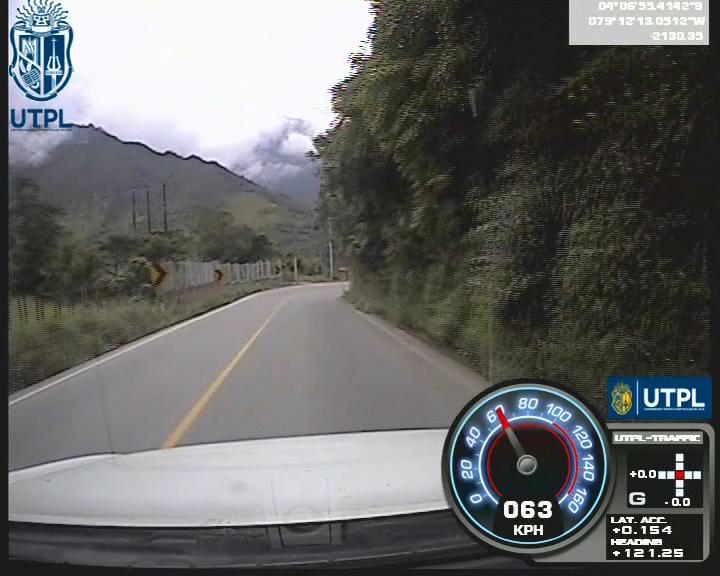 04°06'55.4142"S
079°12'13.0512"W
-2130.35
UTPL
UTPL
UTPL-TRAFFIC
0 20 40 60 80 100 120 140 160
063
KPH
+0.0
G -0.0
LAT. ACC.
+0.154
HEADING
+121.25